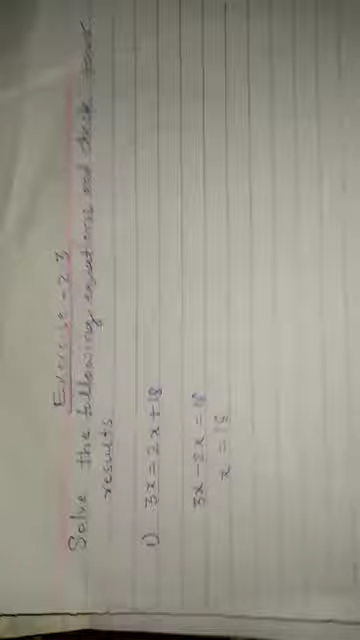 Exercise - 2.3
Solve the following equations and check your
results
1) 3x = 2x + 18
3x - 2x = 18
x = 18